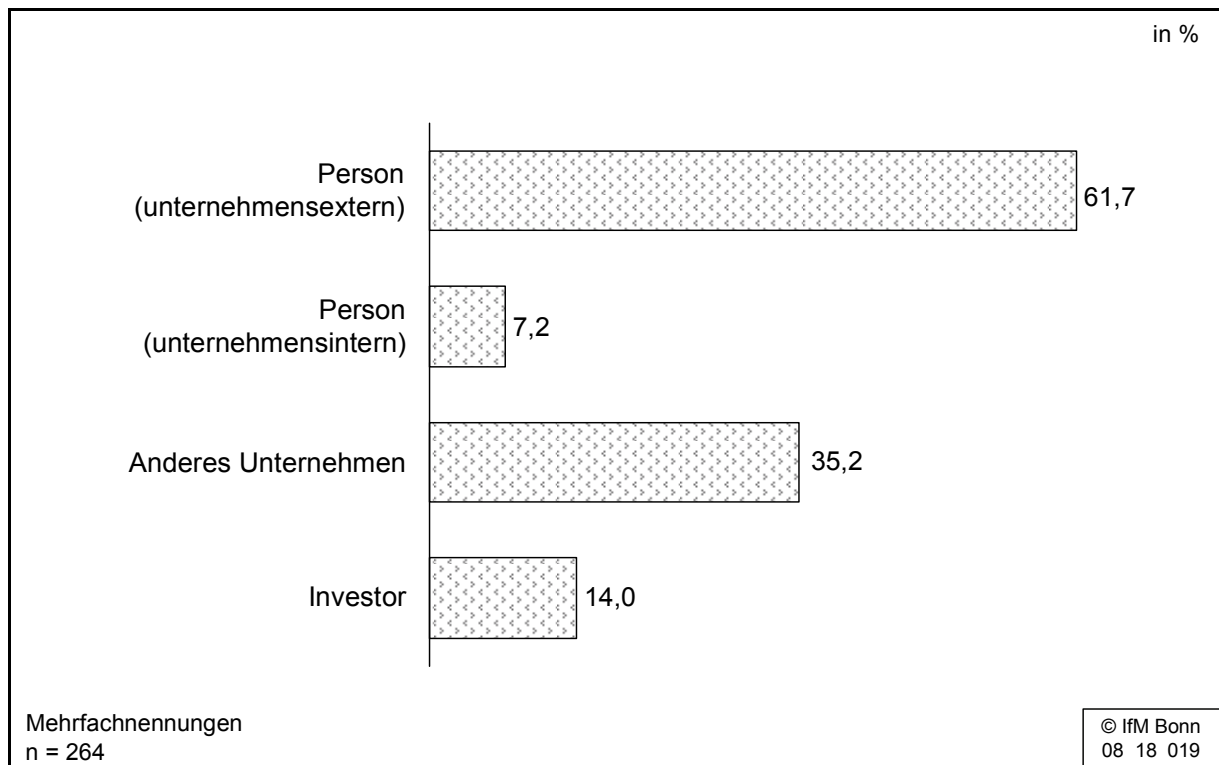 in %
Person
(unternehmensextern)
61,7
Person
(unternehmensintern)
7,2
Anderes Unternehmen
35,2
Investor
14,0
Mehrfachnennungen
n = 264
© IfM Bonn
08 18 019